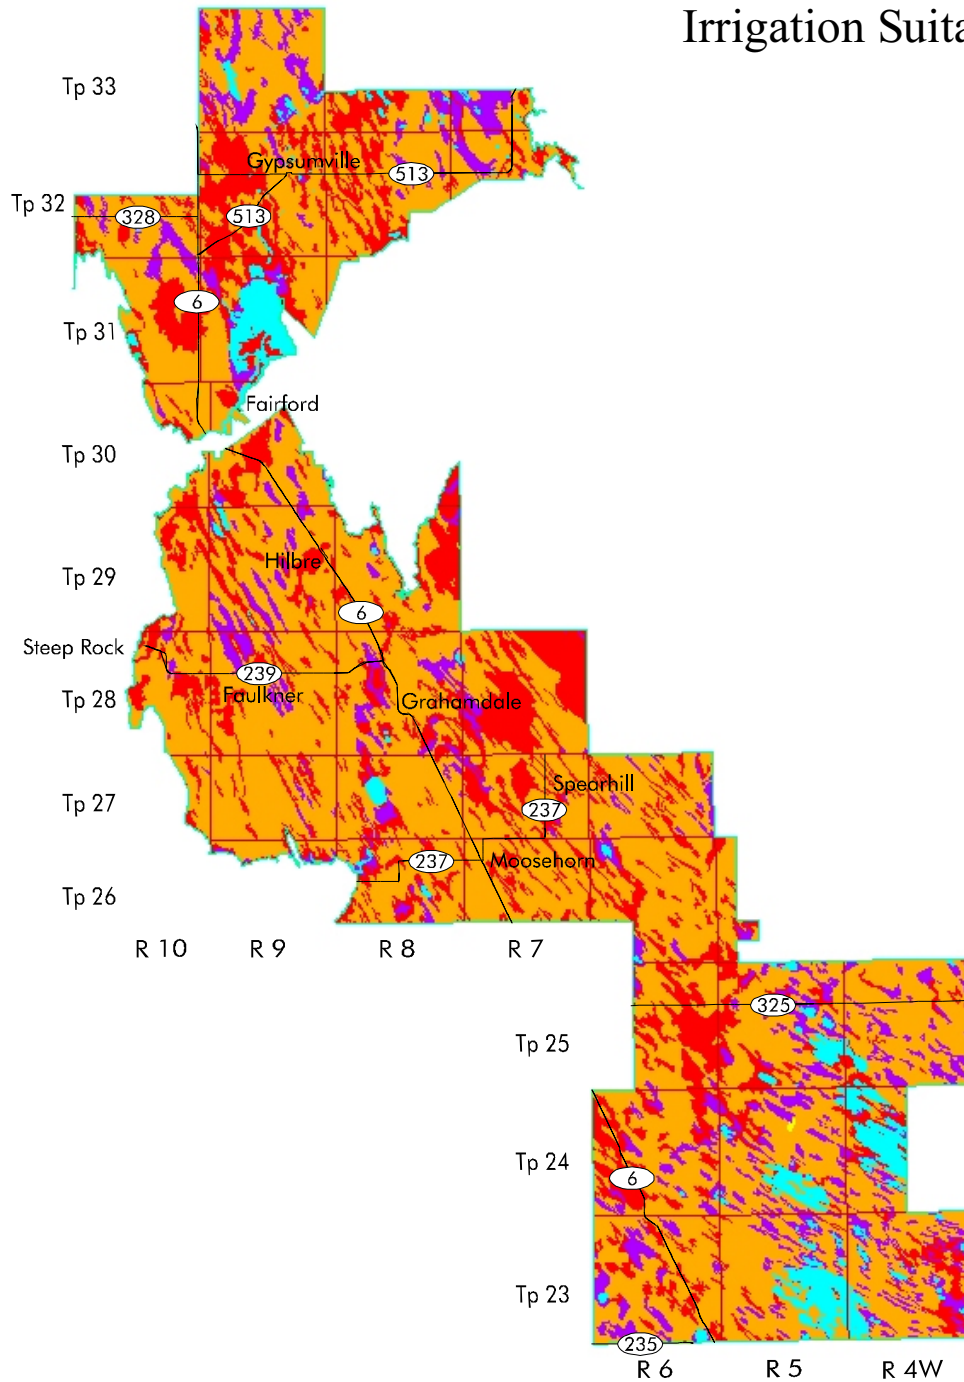 Irrigation Suita
Tp 33
Gypsumville
513
Tp 32
328
513
6
Tp 31
Fairford
Tp 30
Hilbre
Tp 29
6
Steep Rock
239
Faulkner
Tp 28
Grahamdale
Spearhill
Tp 27
237
237
Moosehorn
Tp 26
R 10
R 9
R 8
R 7
325
Tp 25
Tp 24
6
Tp 23
235
R 6
R 5
R 4W